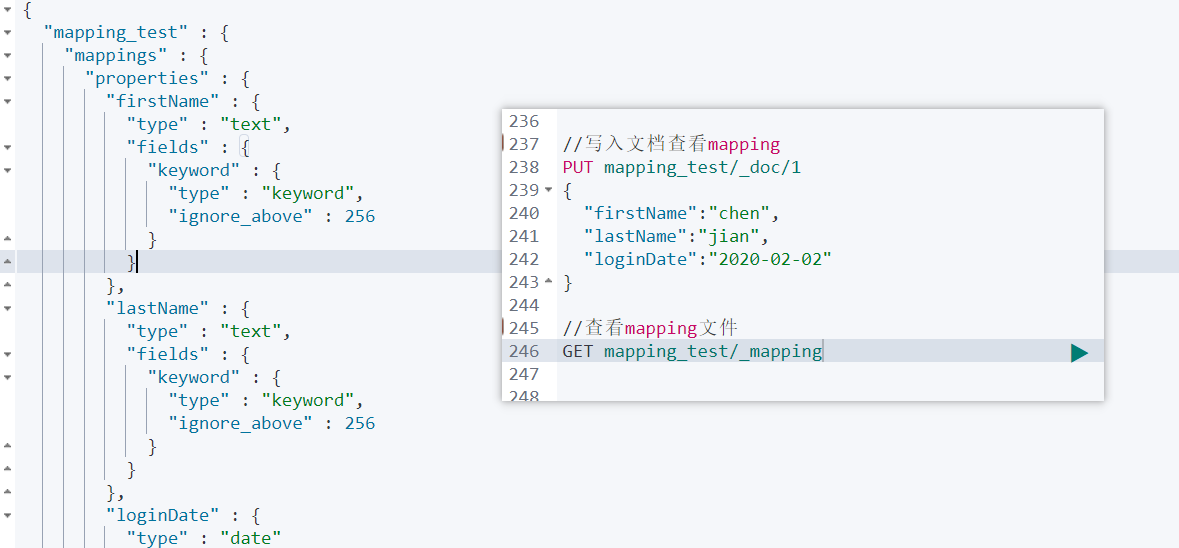 {
  "mapping_test" : {
    "mappings" : {
      "properties" : {
        "firstName" : {
          "type" : "text",
          "fields" : {
            "keyword" : {
              "type" : "keyword",
              "ignore_above" : 256
            }
          }
        },
        "lastName" : {
          "type" : "text",
          "fields" : {
            "keyword" : {
              "type" : "keyword",
              "ignore_above" : 256
            }
          }
        },
        "loginDate" : {
          "type" : "date"
236
237 //写入文档查看mapping
238 PUT mapping_test/_doc/1
239 {
240   "firstName":"chen",
241   "lastName":"jian",
242   "loginDate":"2020-02-02"
243 }
244
245 //查看mapping文件
246 GET mapping_test/_mapping
247
248